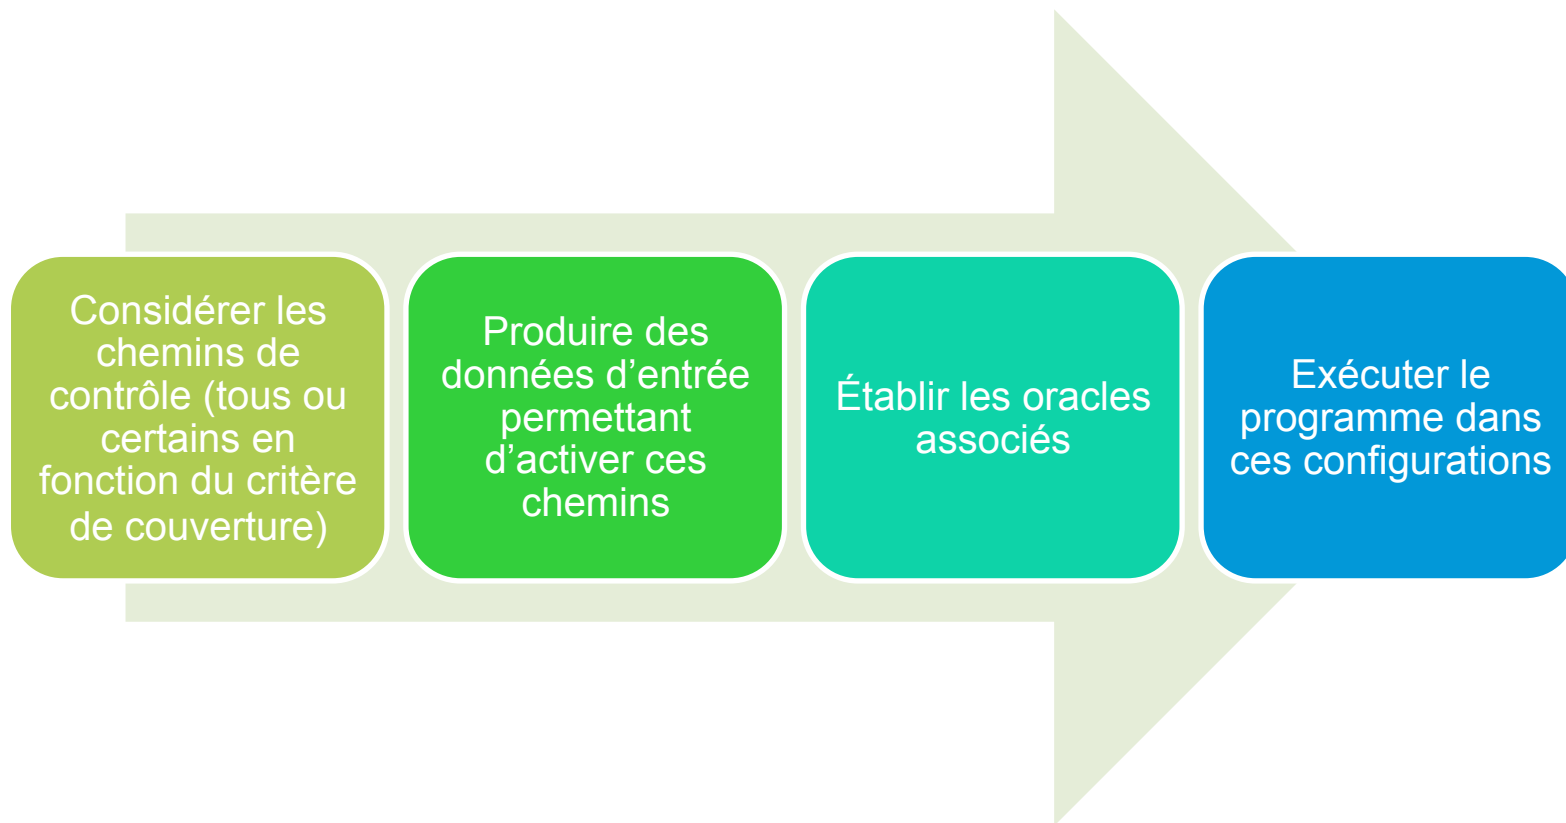 Considérer les
chemins de
contrôle (tous ou
certains en
fonction du critère
de couverture)
Produire des
données d’entrée
permettant
d’activer ces
chemins
Établir les oracles
associés
Exécuter le
programme dans
ces configurations